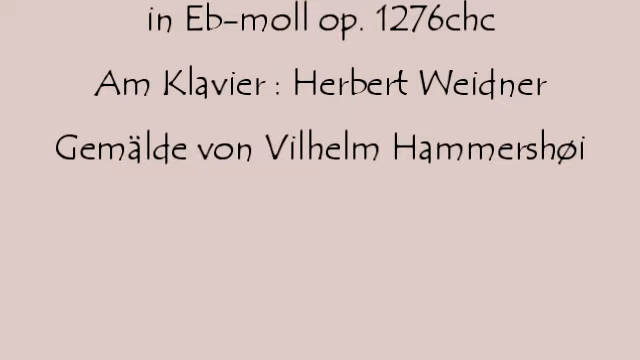 in Eb-moll op. 1276chc
Am Klavier : Herbert Weidner
Gemälde von Vilhelm Hammershøi